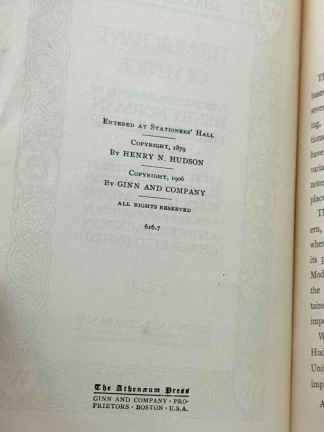 Entered at Stationers' Hall
Copyright, 1879
By HENRY N. HUDSON
Copyright, 1906
By GINN AND COMPANY
ALL RIGHTS RESERVED
616.7
The Athenæum Press
GINN AND COMPANY · PRO-
PRIETORS · BOSTON · U.S.A.